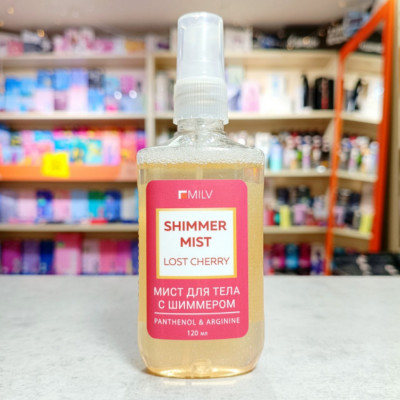 MILV
SHIMMER
MIST
LOST CHERRY
МИСТ ДЛЯ ТЕЛА
С ШИММЕРОМ
PANTHENOL & ARGININE
120 мл